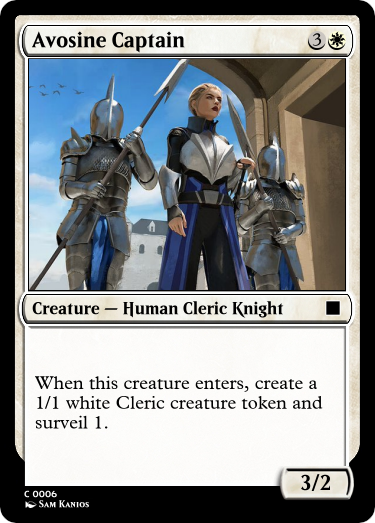 Avosine Captain 3
Creature — Human Cleric Knight
When this creature enters, create a
1/1 white Cleric creature token and
surveil 1.
3/2
C 0006
Sam Kanios